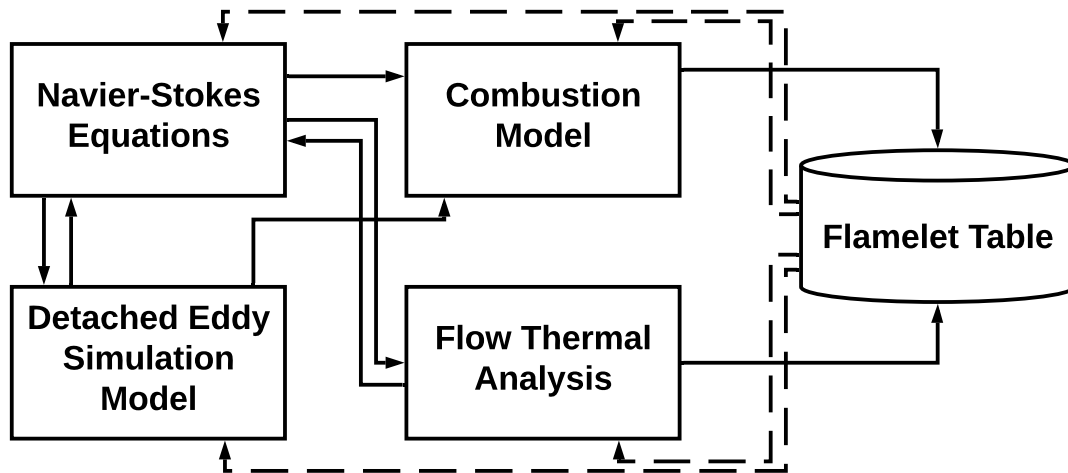 Navier-Stokes
Equations
Combustion
Model
Flamelet Table
Detached Eddy
Simulation
Model
Flow Thermal
Analysis